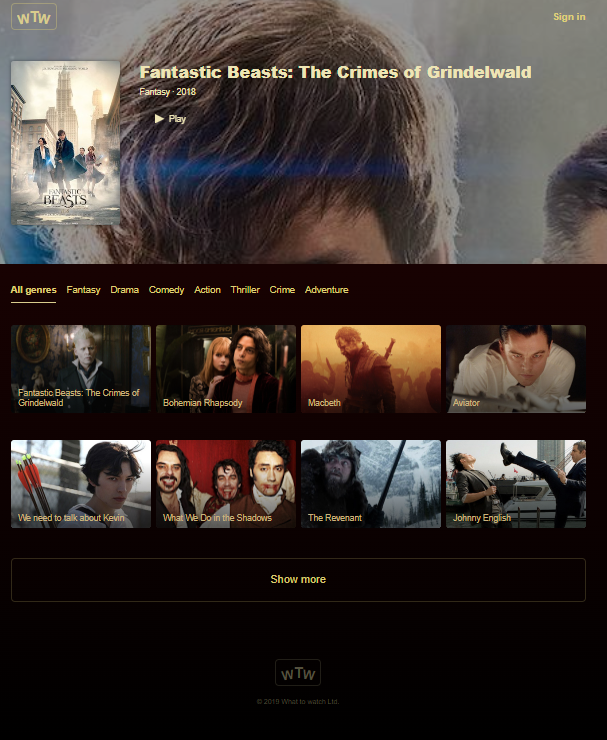 WTW
Sign in
Fantastic Beasts: The Crimes of Grindelwald
Fantasy · 2018
Play
FANTASTIC
BEASTS
All genres Fantasy Drama Comedy Action Thriller Crime Adventure
Fantastic Beasts: The Crimes of
Grindelwald
Bohemian Rhapsody
Macbeth
Aviator
We need to talk about Kevin
What We Do in the Shadows
The Revenant
Johnny English
Show more
WTW
© 2019 What to watch Ltd.